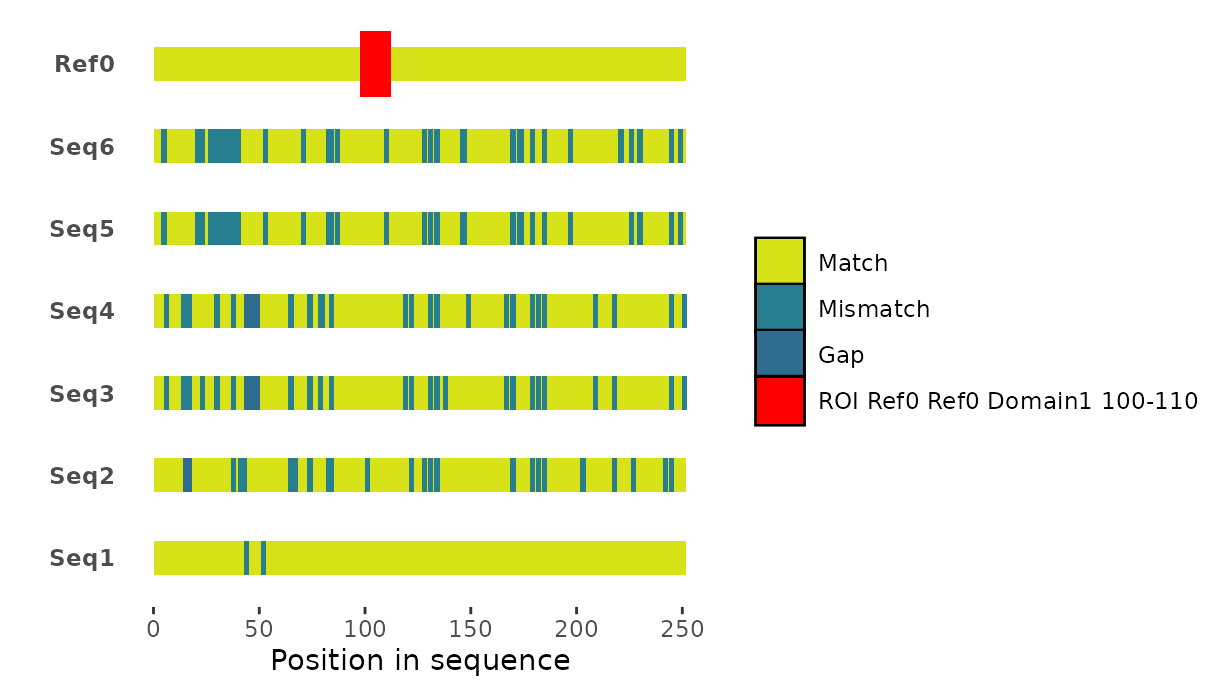 Ref0
Seq6
Seq5
Seq4
Seq3
Seq2
Seq1
0 50 100 150 200 250
Position in sequence
Match
Mismatch
Gap
ROI Ref0 Ref0 Domain1 100-110